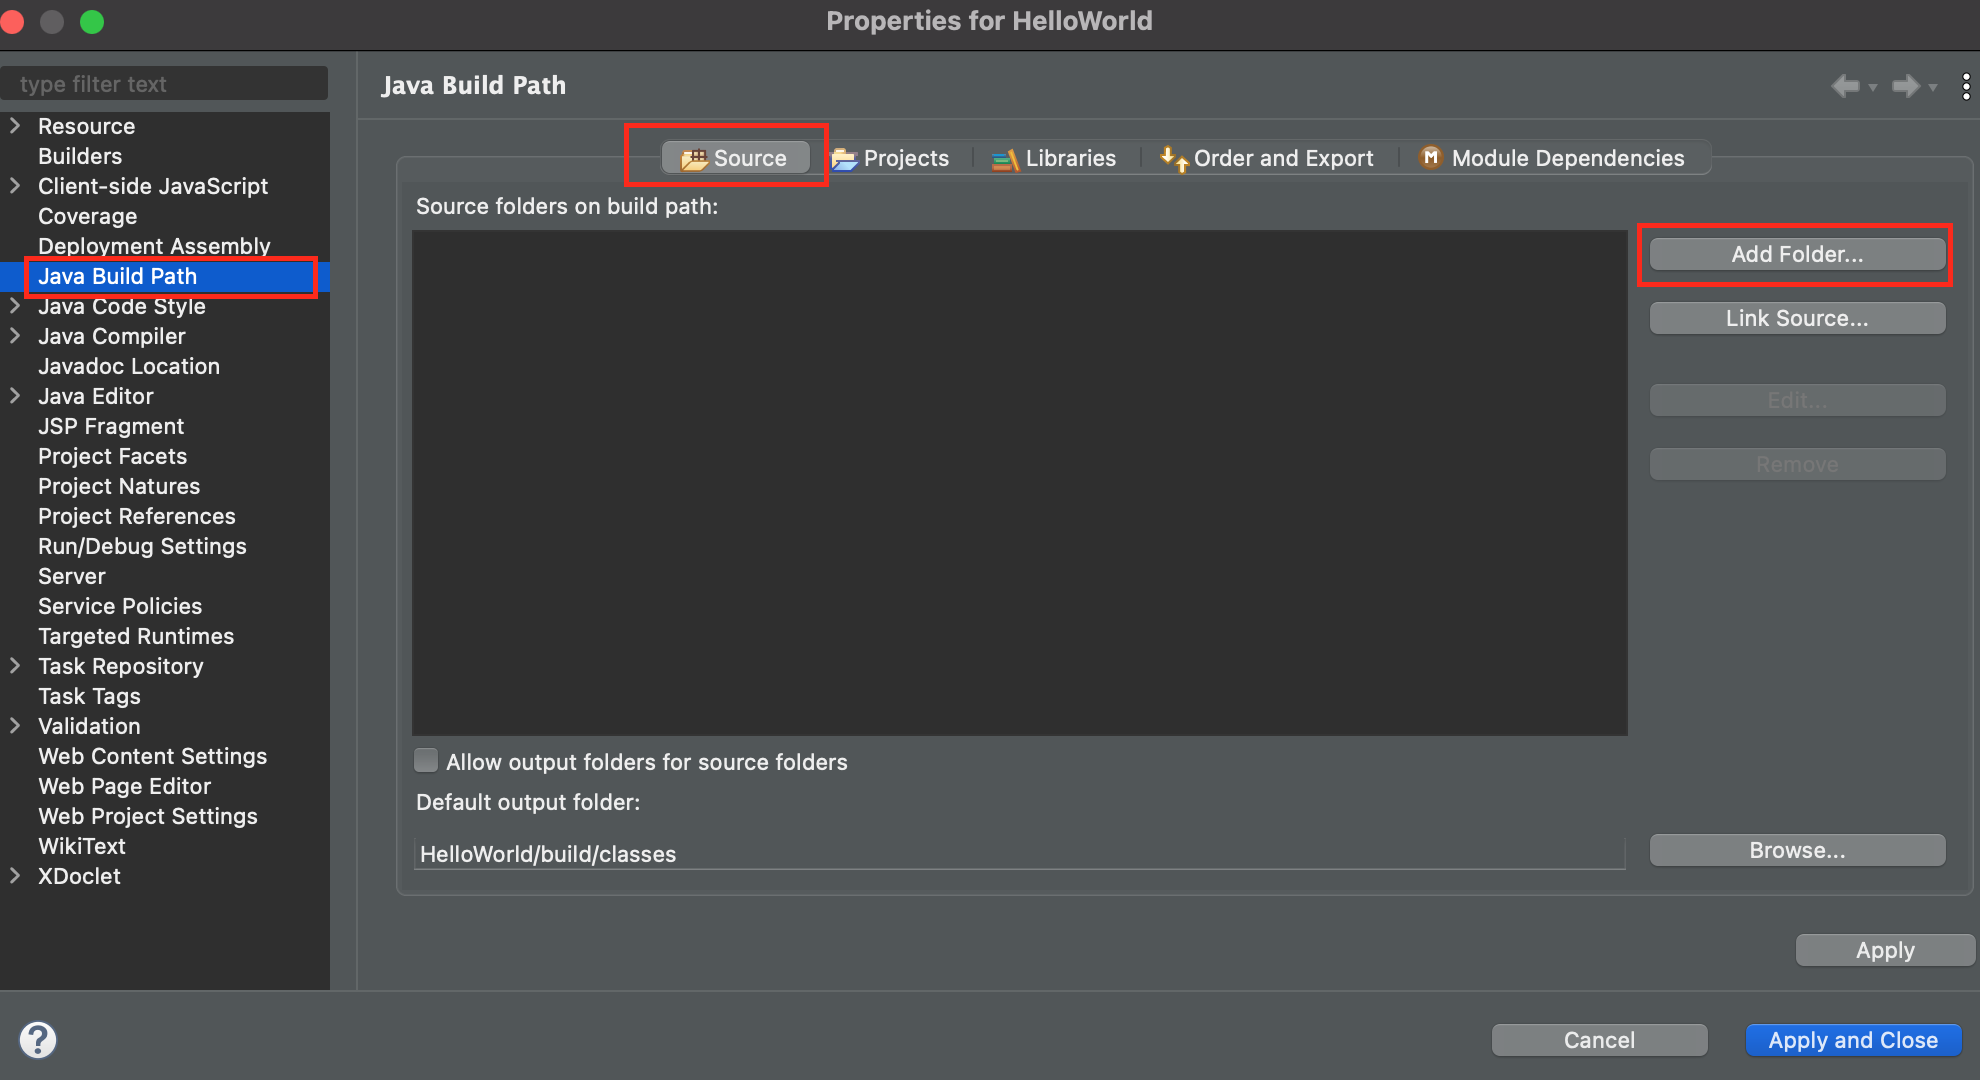 Properties for HelloWorld
type filter text
Resource
Builders
Client-side JavaScript
Coverage
Deployment Assembly
Java Build Path
Java Code Style
Java Compiler
Javadoc Location
Java Editor
JSP Fragment
Project Facets
Project Natures
Project References
Run/Debug Settings
Server
Service Policies
Targeted Runtimes
Task Repository
Task Tags
Validation
Web Content Settings
Web Page Editor
Web Project Settings
WikiText
XDoclet
Java Build Path
Source Projects Libraries Order and Export M Module Dependencies
Source folders on build path:
Add Folder...
Link Source...
Edit...
Remove
Allow output folders for source folders
Default output folder:
HelloWorld/build/classes
Browse...
Apply
?
Cancel
Apply and Close